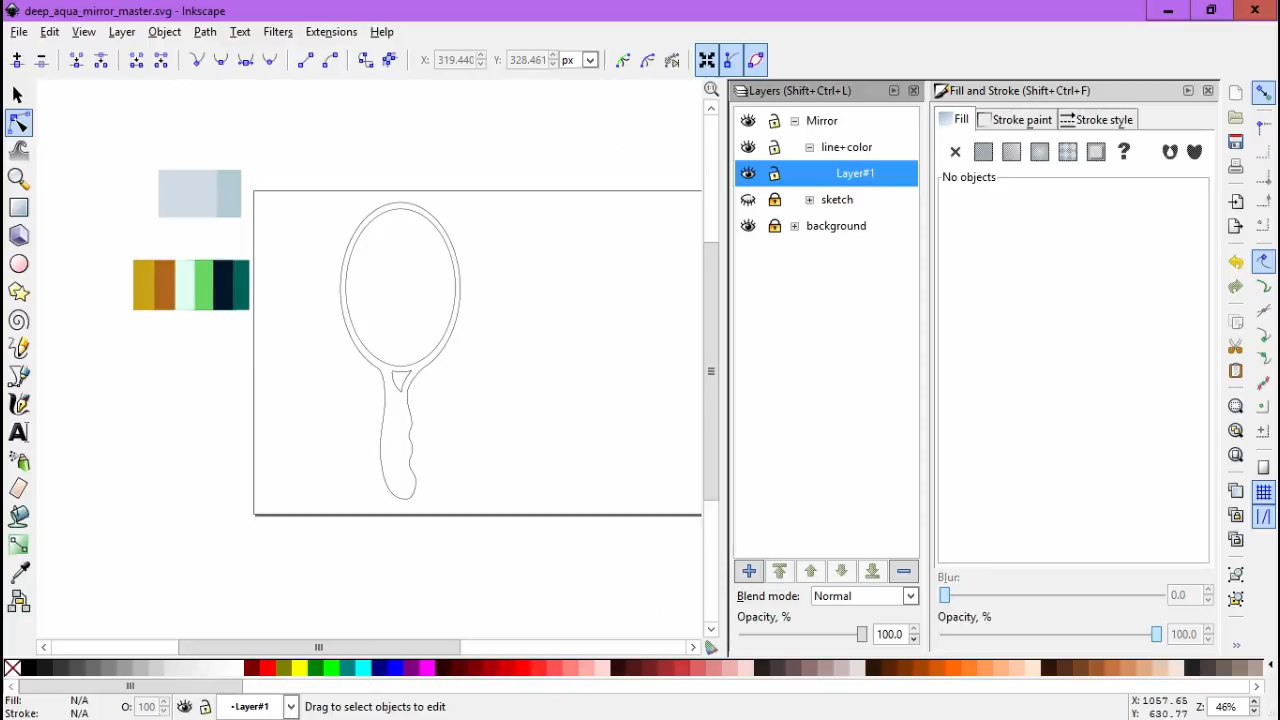 deep_aqua_mirror_master.svg - Inkscape
File Edit View Layer Object Path Text Filters Extensions Help
X: 319.440 Y: 328.461 px
Layers (Shift+Ctrl+L)
Mirror
line+color
Layer#1
sketch
background
Blend mode: Normal
Opacity, %
100.0
Fill and Stroke (Shift+Ctrl+F)
Fill Stroke paint Stroke style
No objects
Blur:
0.0
Opacity, %
100.0
Fill: N/A
Stroke: N/A
O: 100
•Layer#1
Drag to select objects to edit
X:1057.65
Y: 630.77
Z: 46%